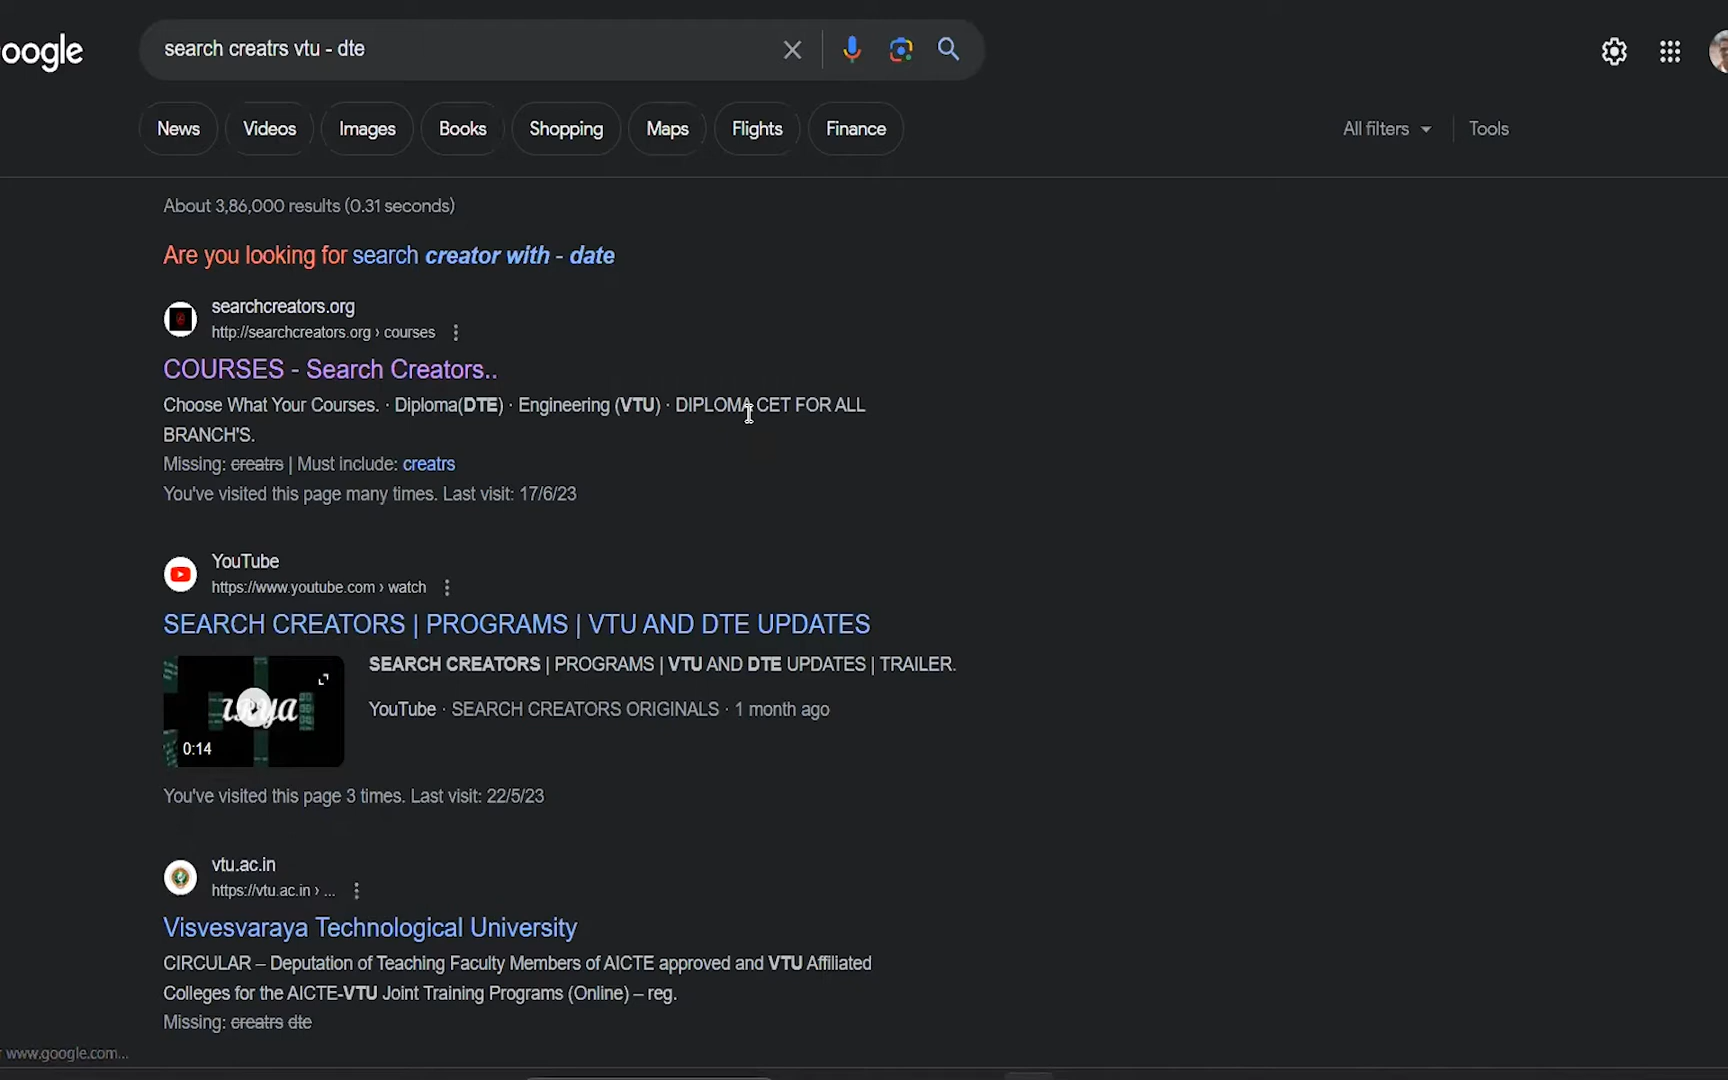 oogle
search creatrs vtu - dte
News Videos Images Books Shopping Maps Flights Finance All filters Tools
About 3,86,000 results (0.31 seconds)
Are you looking for search creator with - date
searchcreators.org
http://searchcreators.org › courses
COURSES - Search Creators..
Choose What Your Courses. · Diploma(DTE) · Engineering (VTU) · DIPLOMA CET FOR ALL
BRANCH'S.
Missing: creatrs | Must include: creatrs
You've visited this page many times. Last visit: 17/6/23
YouTube
https://www.youtube.com › watch
SEARCH CREATORS | PROGRAMS | VTU AND DTE UPDATES
SEARCH CREATORS | PROGRAMS | VTU AND DTE UPDATES | TRAILER.
YouTube · SEARCH CREATORS ORIGINALS · 1 month ago
0:14
You've visited this page 3 times. Last visit: 22/5/23
vtu.ac.in
https://vtu.ac.in › ...
Visvesvaraya Technological University
CIRCULAR – Deputation of Teaching Faculty Members of AICTE approved and VTU Affiliated
Colleges for the AICTE-VTU Joint Training Programs (Online) – reg.
Missing: creatrs dte
www.google.com...